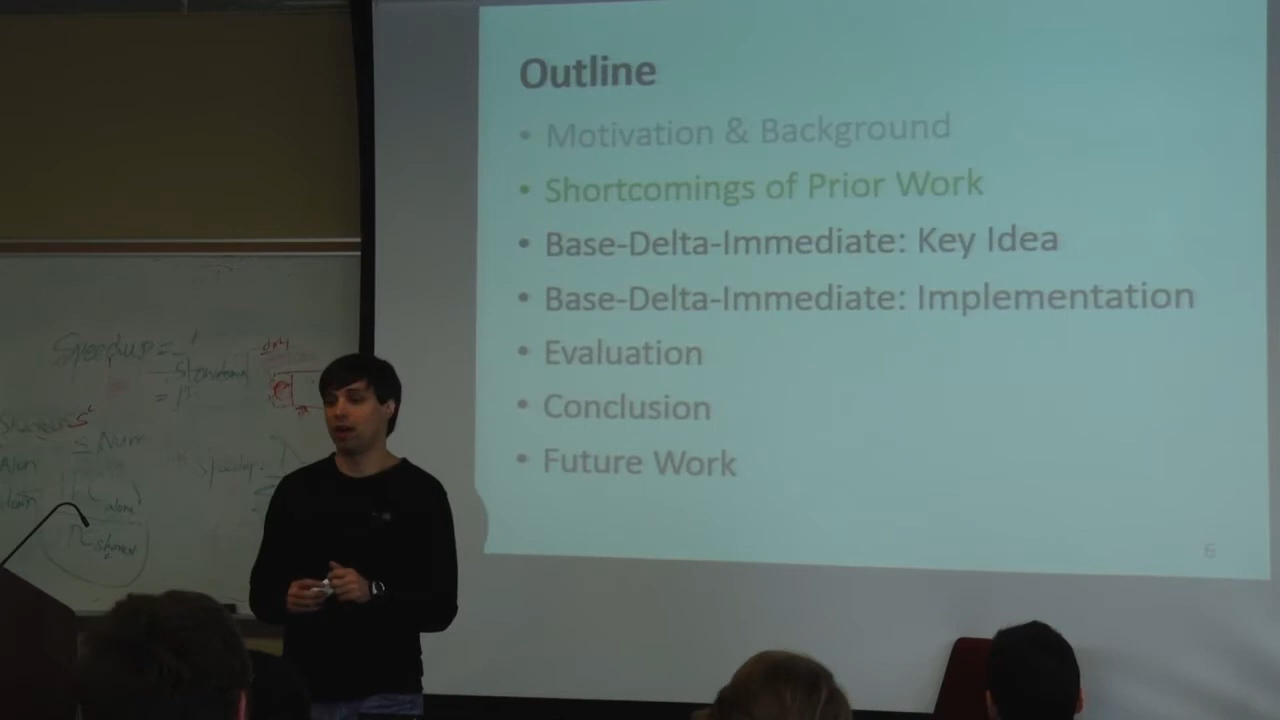 Outline
• Motivation & Background
• Shortcomings of Prior Work
• Base-Delta-Immediate: Key Idea
• Base-Delta-Immediate: Implementation
• Evaluation
• Conclusion
• Future Work
6
Speedup =